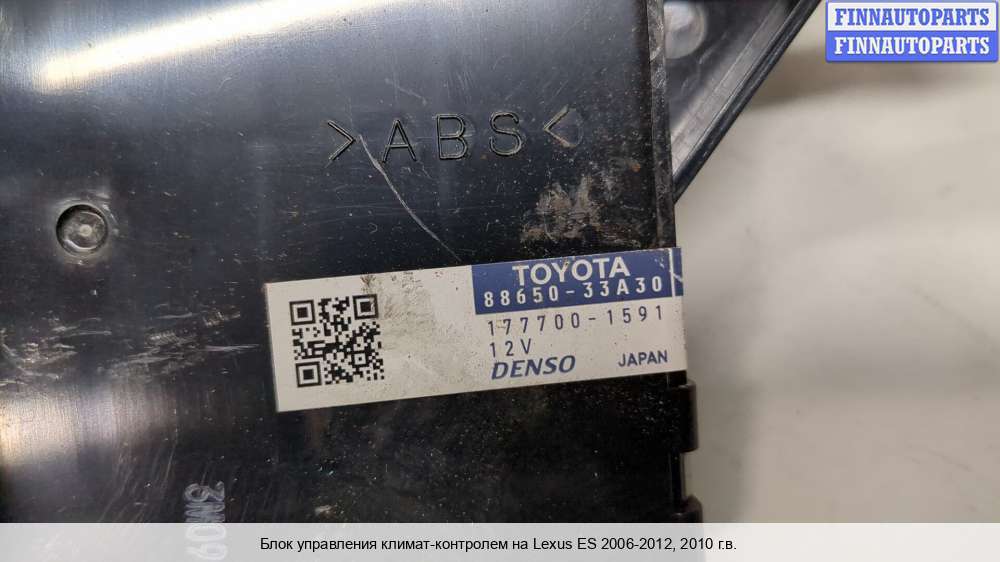 FINNAUTOPARTS
FINNAUTOPARTS
>ABS<
TOYOTA
88650-33A30
177700-1591
12V
DENSO JAPAN
Блок управления климат-контролем на Lexus ES 2006-2012, 2010 г.в.